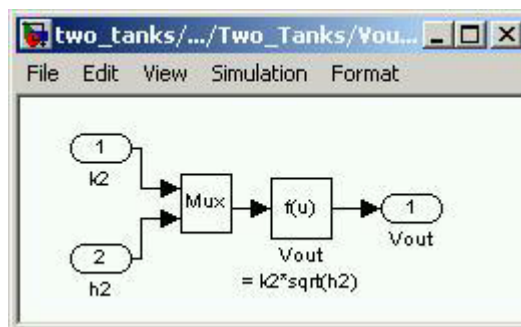 two_tanks/.../Two_Tanks/Vou...
File Edit View Simulation Format
1
k2
Mux
f(u)
1
Vout
2
h2
Vout
= k2*sqrt(h2)